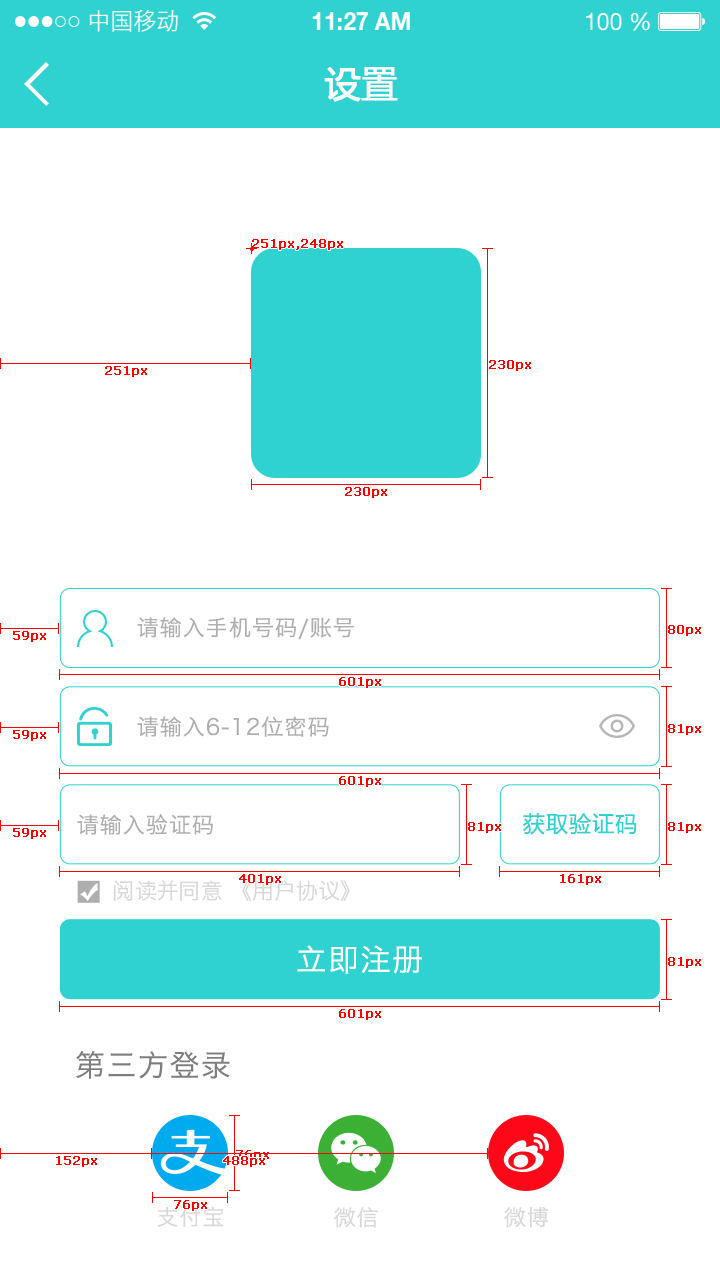 中国移动 11:27 AM 100 %
设置
251px,248px
251px
230px
230px
请输入手机号码/账号
59px
80px
601px
请输入6-12位密码
59px
81px
601px
请输入验证码
获取验证码
59px
81px
81px
401px
161px
阅读并同意 《用户协议》
立即注册
81px
601px
第三方登录
支
76px
152px
488px
76px
支付宝 微信 微博